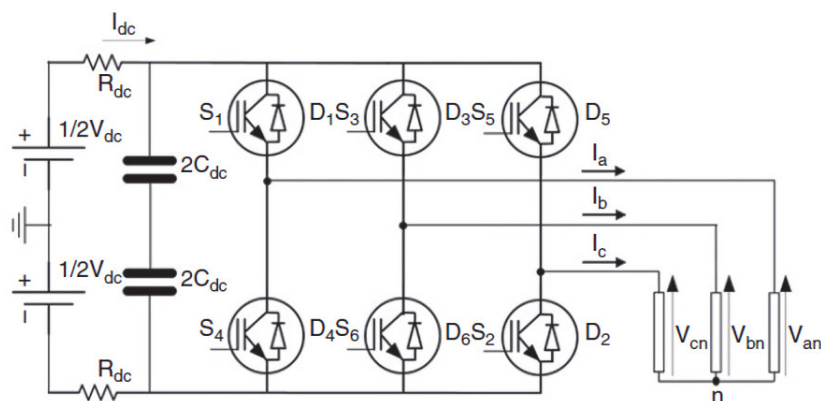 I_dc
R_dc
S_1
D_1S_3
D_3S_5
D_5
+
1/2V_dc
I
2C_dc
I_a
I_b
I_c
+
1/2V_dc
I
2C_dc
S_4
D_4S_6
D_6S_2
D_2
V_cn
V_bn
V_an
R_dc
n